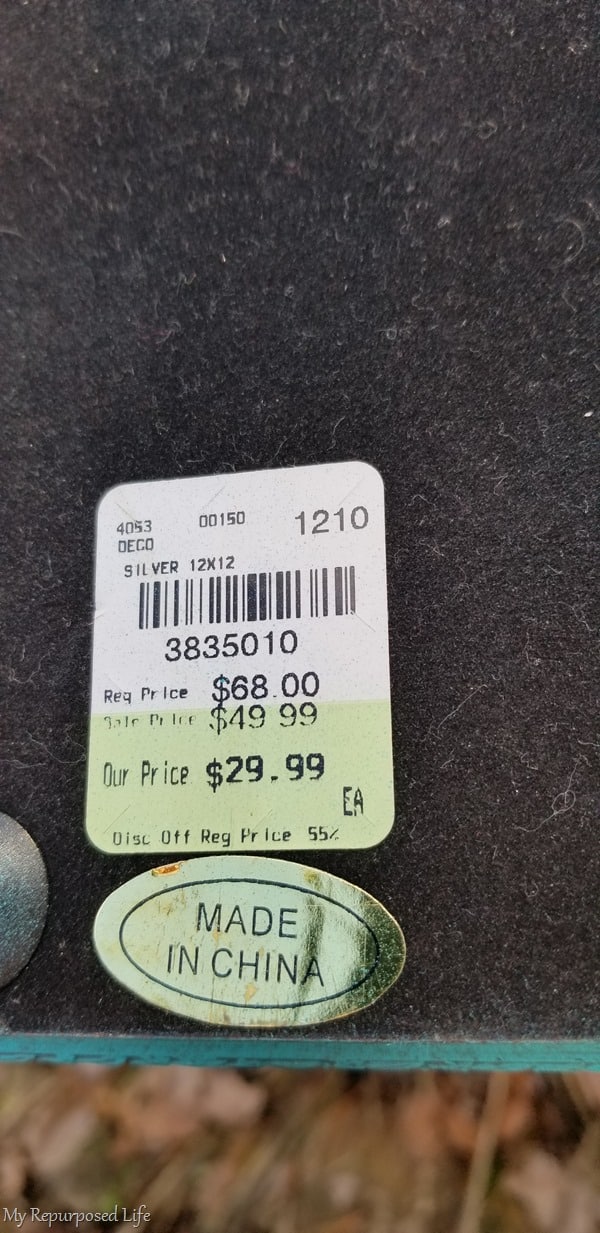 4053 00150 1210
DECO
SILVER 12X12
3835010
Reg Price $68.00
Sale Price $49 99
Our Price $29.99
EA
Disc Off Reg Price 55%
MADE
IN CHINA
My Repurposed Life